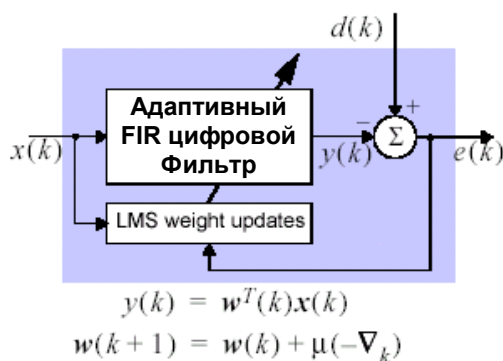 d(k)
Адаптивный
FIR цифровой
Фильтр
− +
Σ
x(k) y(k) e(k)
LMS weight updates
y(k) = w^T(k)x(k)
w(k + 1) = w(k) + μ(−∇_k)